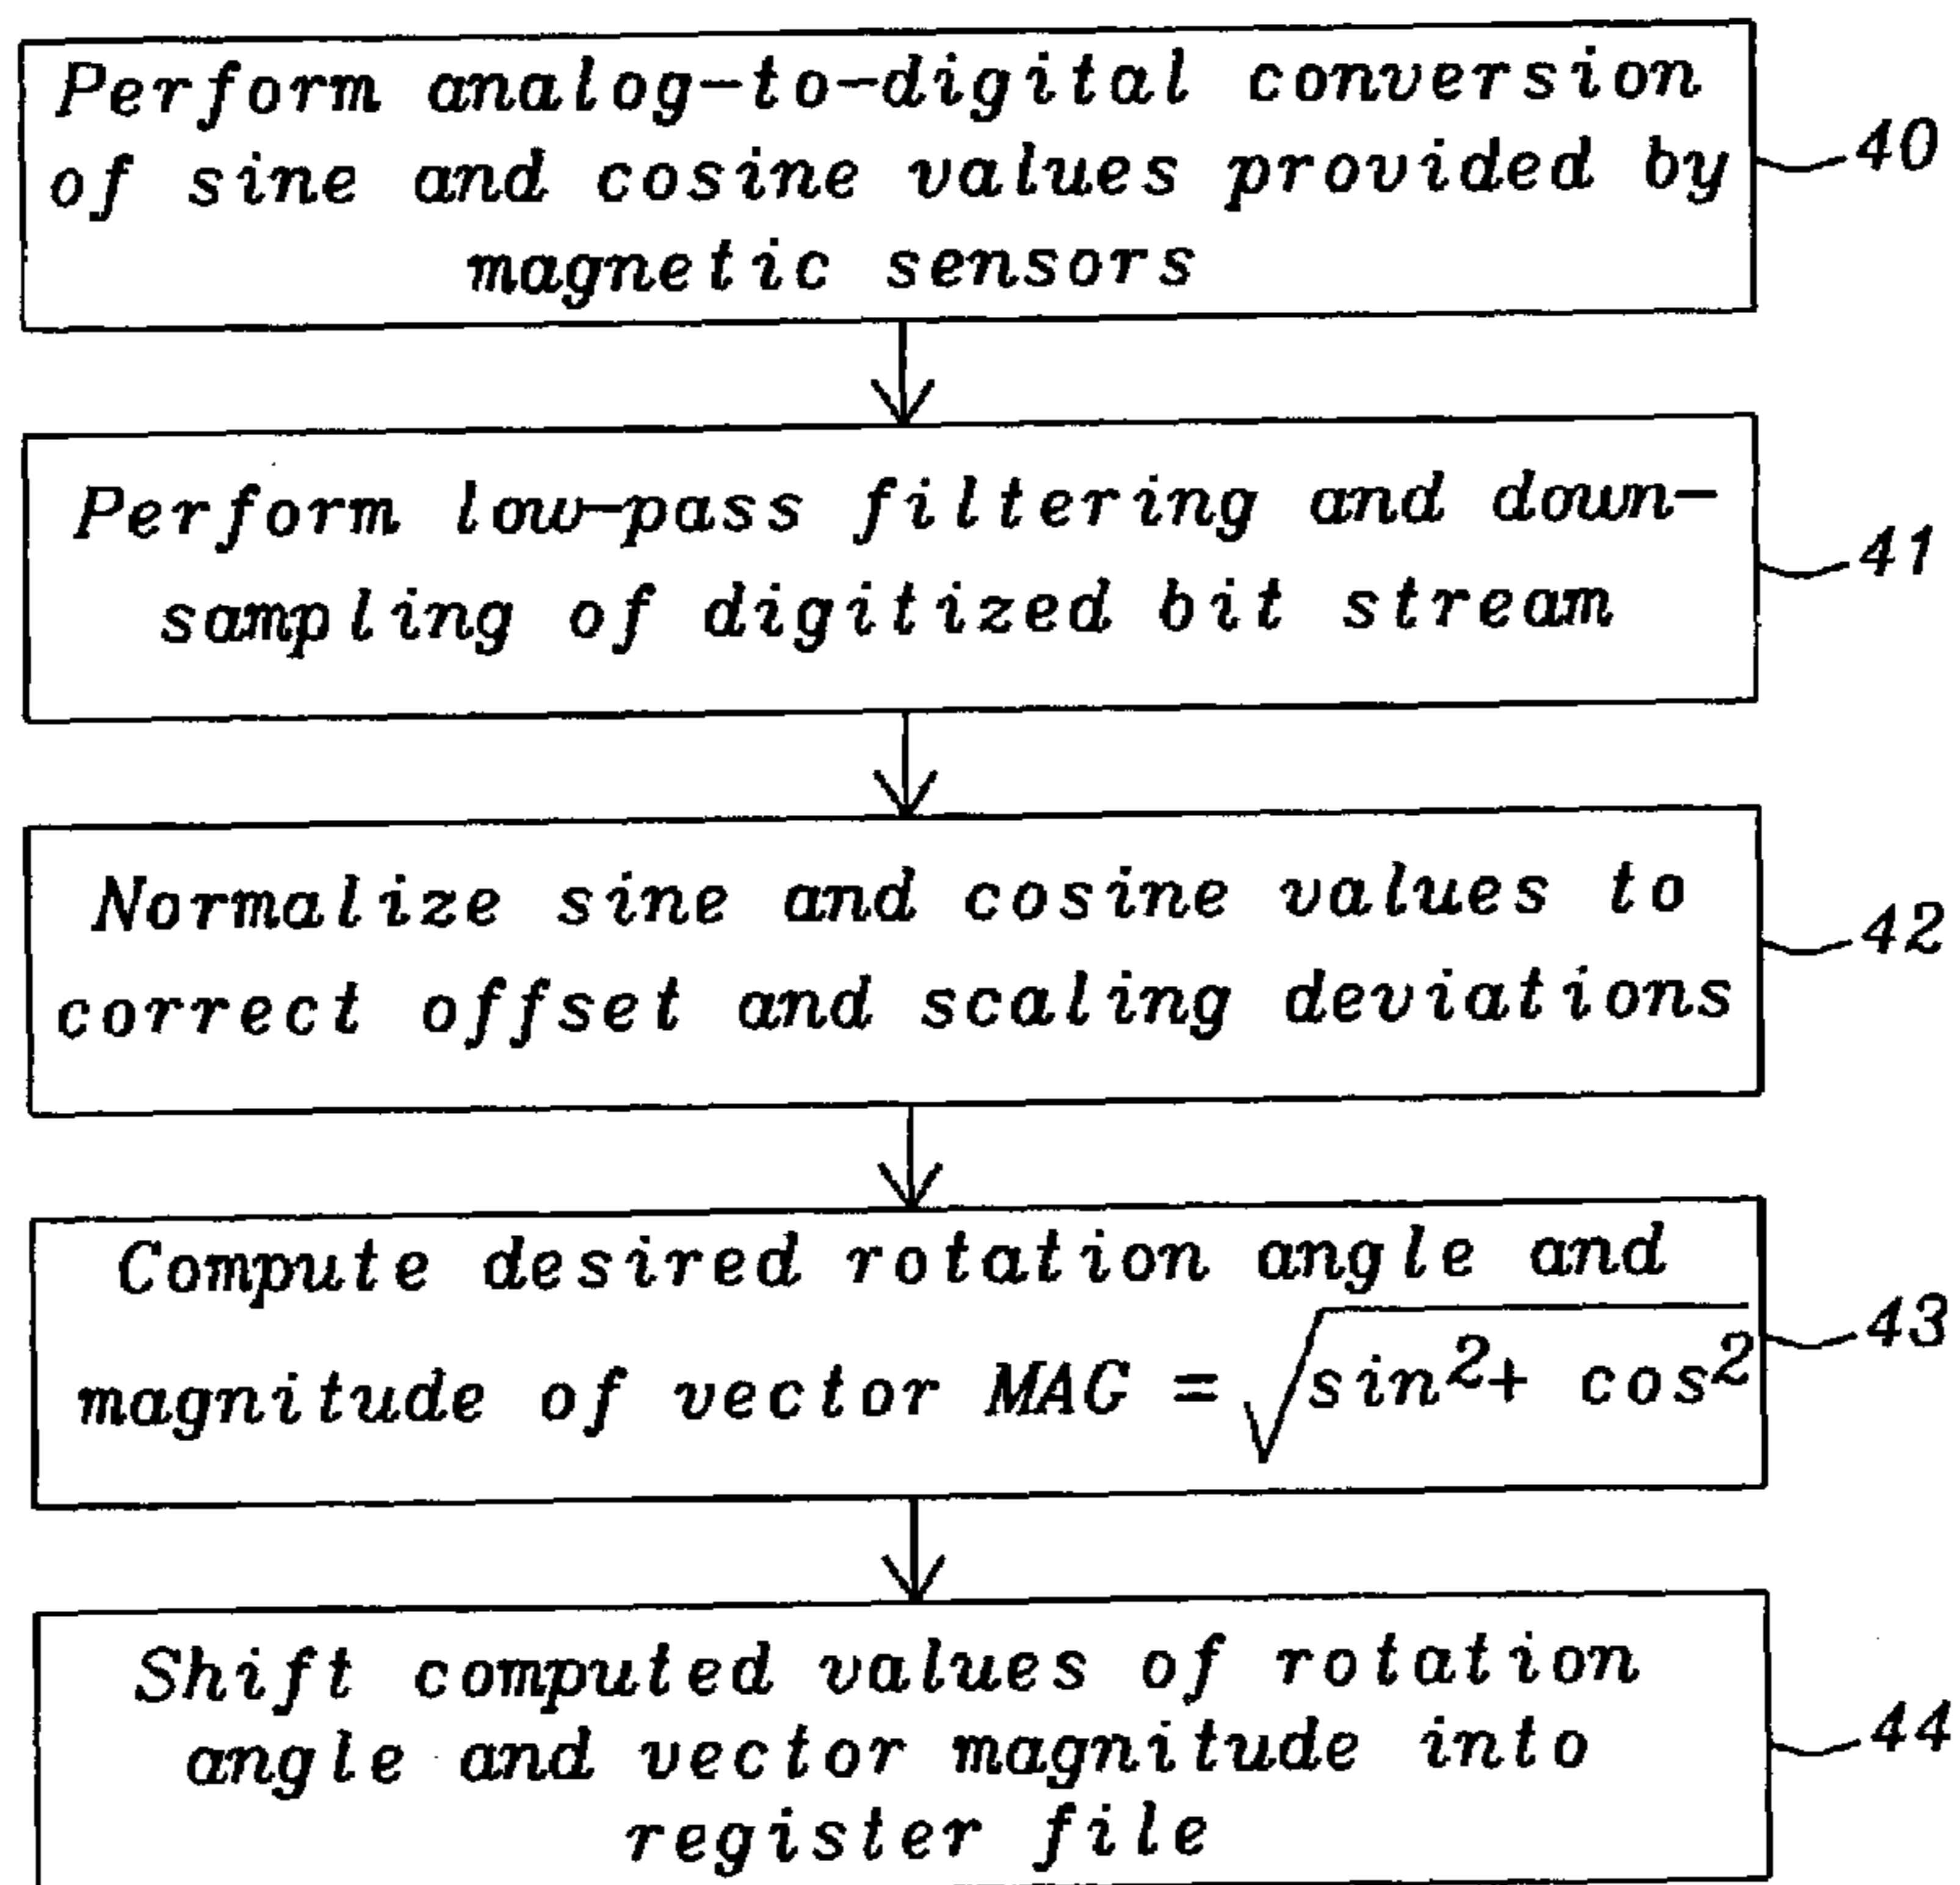 Perform analog-to-digital conversion
of sine and cosine values provided by
magnetic sensors
40
Perform low-pass filtering and down-
sampling of digitized bit stream
41
Normalize sine and cosine values to
correct offset and scaling deviations
42
Compute desired rotation angle and
magnitude of vector MAG = √sin²+ cos²
43
Shift computed values of rotation
angle and vector magnitude into
register file
44